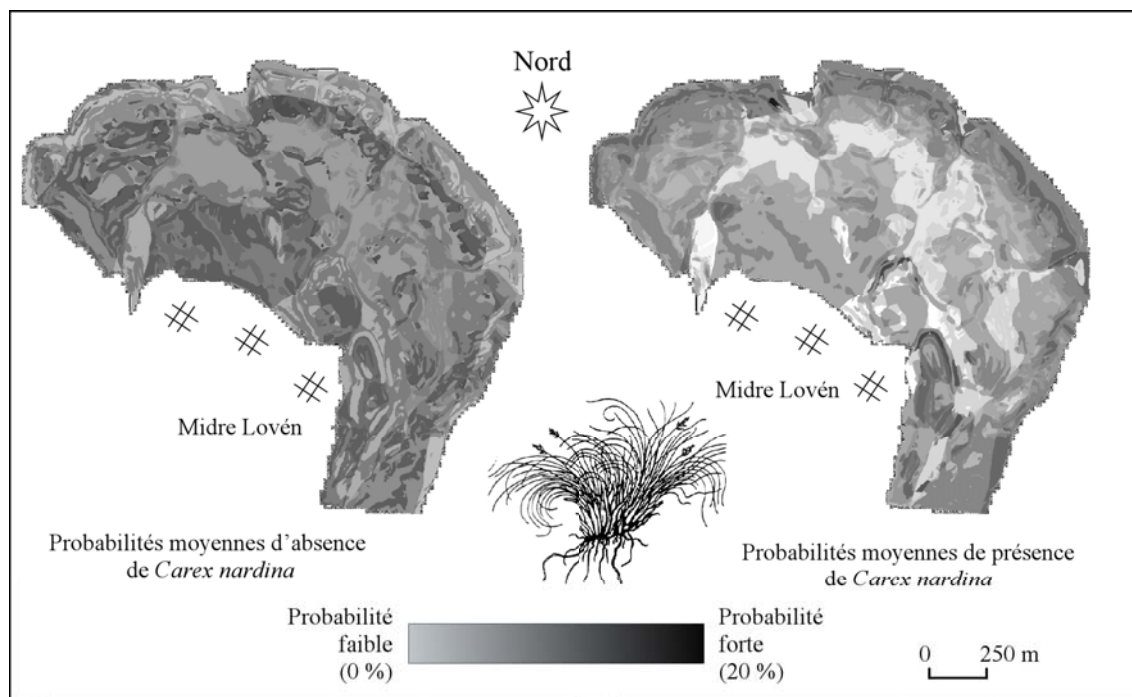 Nord
Midre Lovén
Midre Lovén
Probabilités moyennes d'absence
de Carex nardina
Probabilités moyennes de présence
de Carex nardina
Probabilité
faible
(0 %)
Probabilité
forte
(20 %)
0 250 m